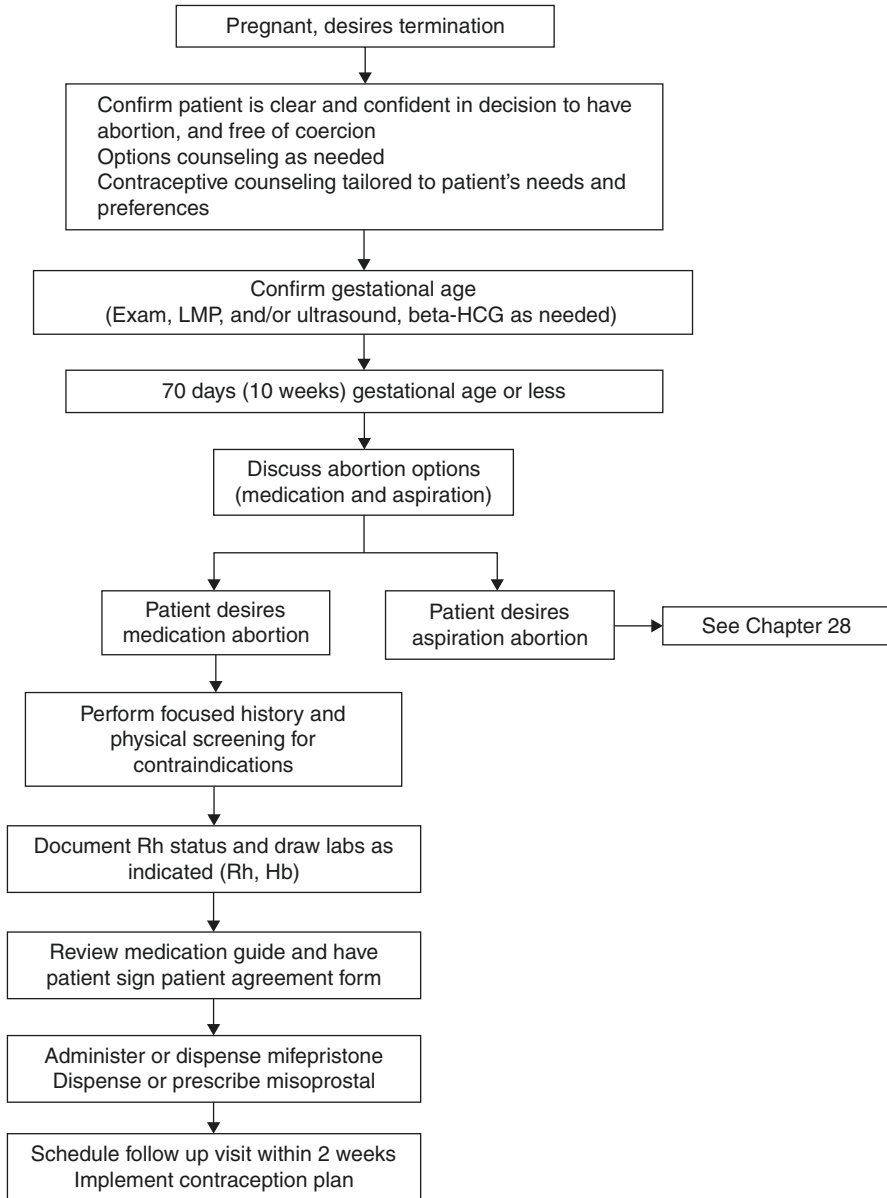 Pregnant, desires termination
Confirm patient is clear and confident in decision to have
abortion, and free of coercion
Options counseling as needed
Contraceptive counseling tailored to patient's needs and
preferences
Confirm gestational age
(Exam, LMP, and/or ultrasound, beta-HCG as needed)
70 days (10 weeks) gestational age or less
Discuss abortion options
(medication and aspiration)
Patient desires
medication abortion
Patient desires
aspiration abortion
See Chapter 28
Perform focused history and
physical screening for
contraindications
Document Rh status and draw labs as
indicated (Rh, Hb)
Review medication guide and have
patient sign patient agreement form
Administer or dispense mifepristone
Dispense or prescribe misoprostal
Schedule follow up visit within 2 weeks
Implement contraception plan